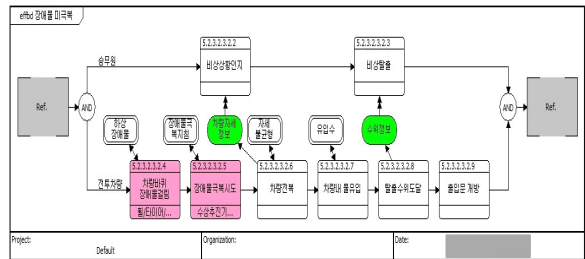 effbd 장애물 미극복
승무원
5.2.3.2.3.2.2
비상상황인지
5.2.3.2.3.2.3
비상탈출
Ref.
AND
AND
Ref.
하상
장애물
장애물극
복지침
차량자세
정보
자세
불균형
유입수
수위정보
전투차량
5.2.3.2.3.2.4
차량바퀴
장애물걸림
휠/타이어/...
5.2.3.2.3.2.5
장애물극복시도
수상추진기...
5.2.3.2.3.2.6
차량전복
5.2.3.2.3.2.7
차량내 물유입
5.2.3.2.3.2.8
탈출수위도달
5.2.3.2.3.2.9
출입문 개방
Project:
Default
Organization:
Date: